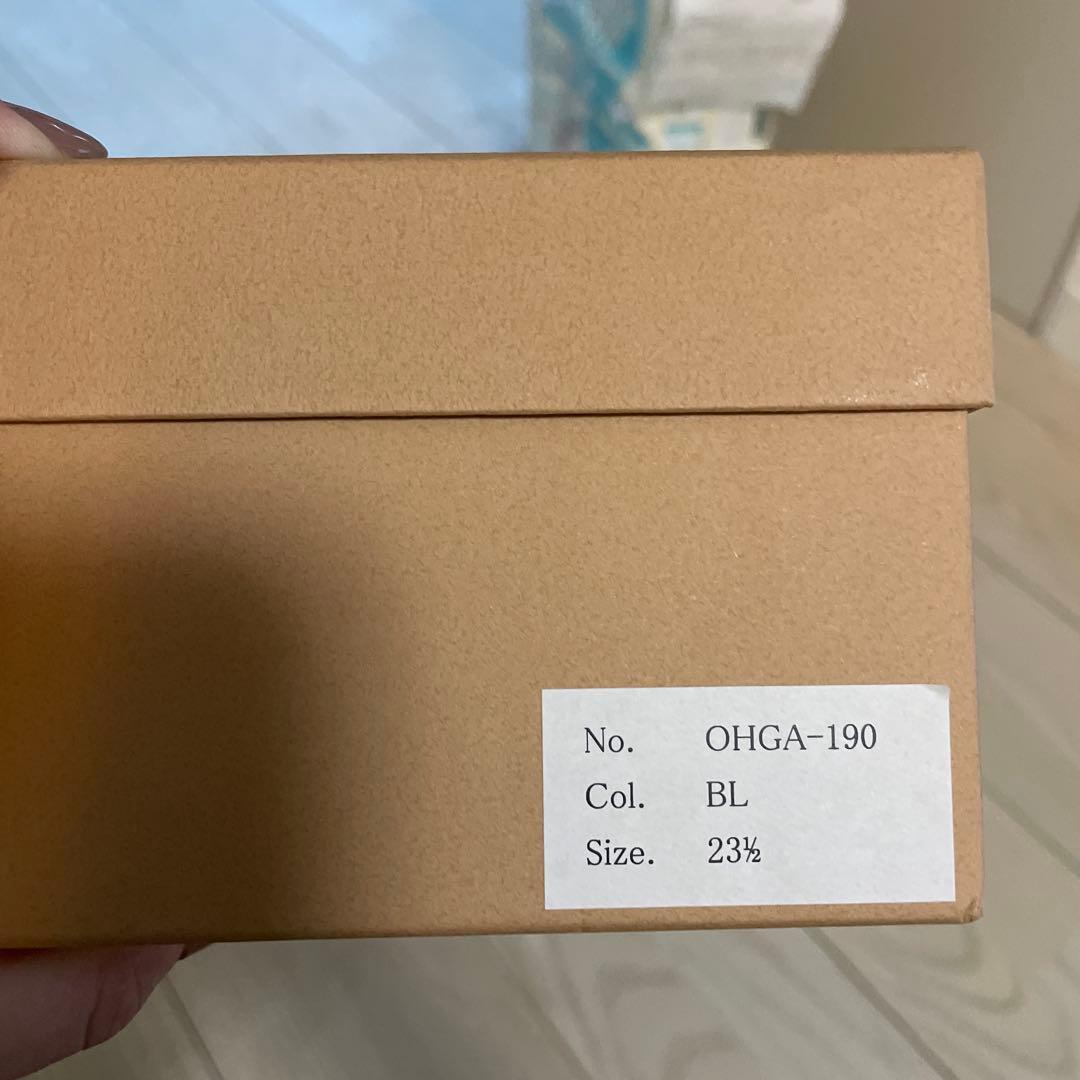 No. OHGA-190
Col. BL
Size. 23½